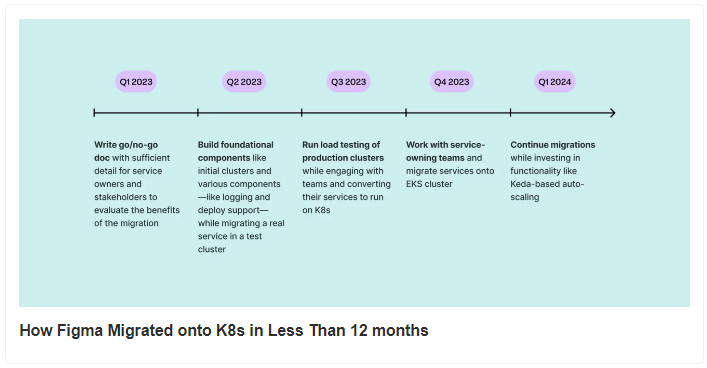 Q1 2023
Q2 2023
Q3 2023
Q4 2023
Q1 2024
Write go/no-go
doc with sufficient
detail for service
owners and
stakeholders to
evaluate the benefits
of the migration
Build foundational
components like
initial clusters and
various components
—like logging and
deploy support—
while migrating a real
service in a test
cluster
Run load testing of
production clusters
while engaging with
teams and converting
their services to run
on K8s
Work with service-
owning teams and
migrate services onto
EKS cluster
Continue migrations
while investing in
functionality like
Keda-based auto-
scaling
How Figma Migrated onto K8s in Less Than 12 months